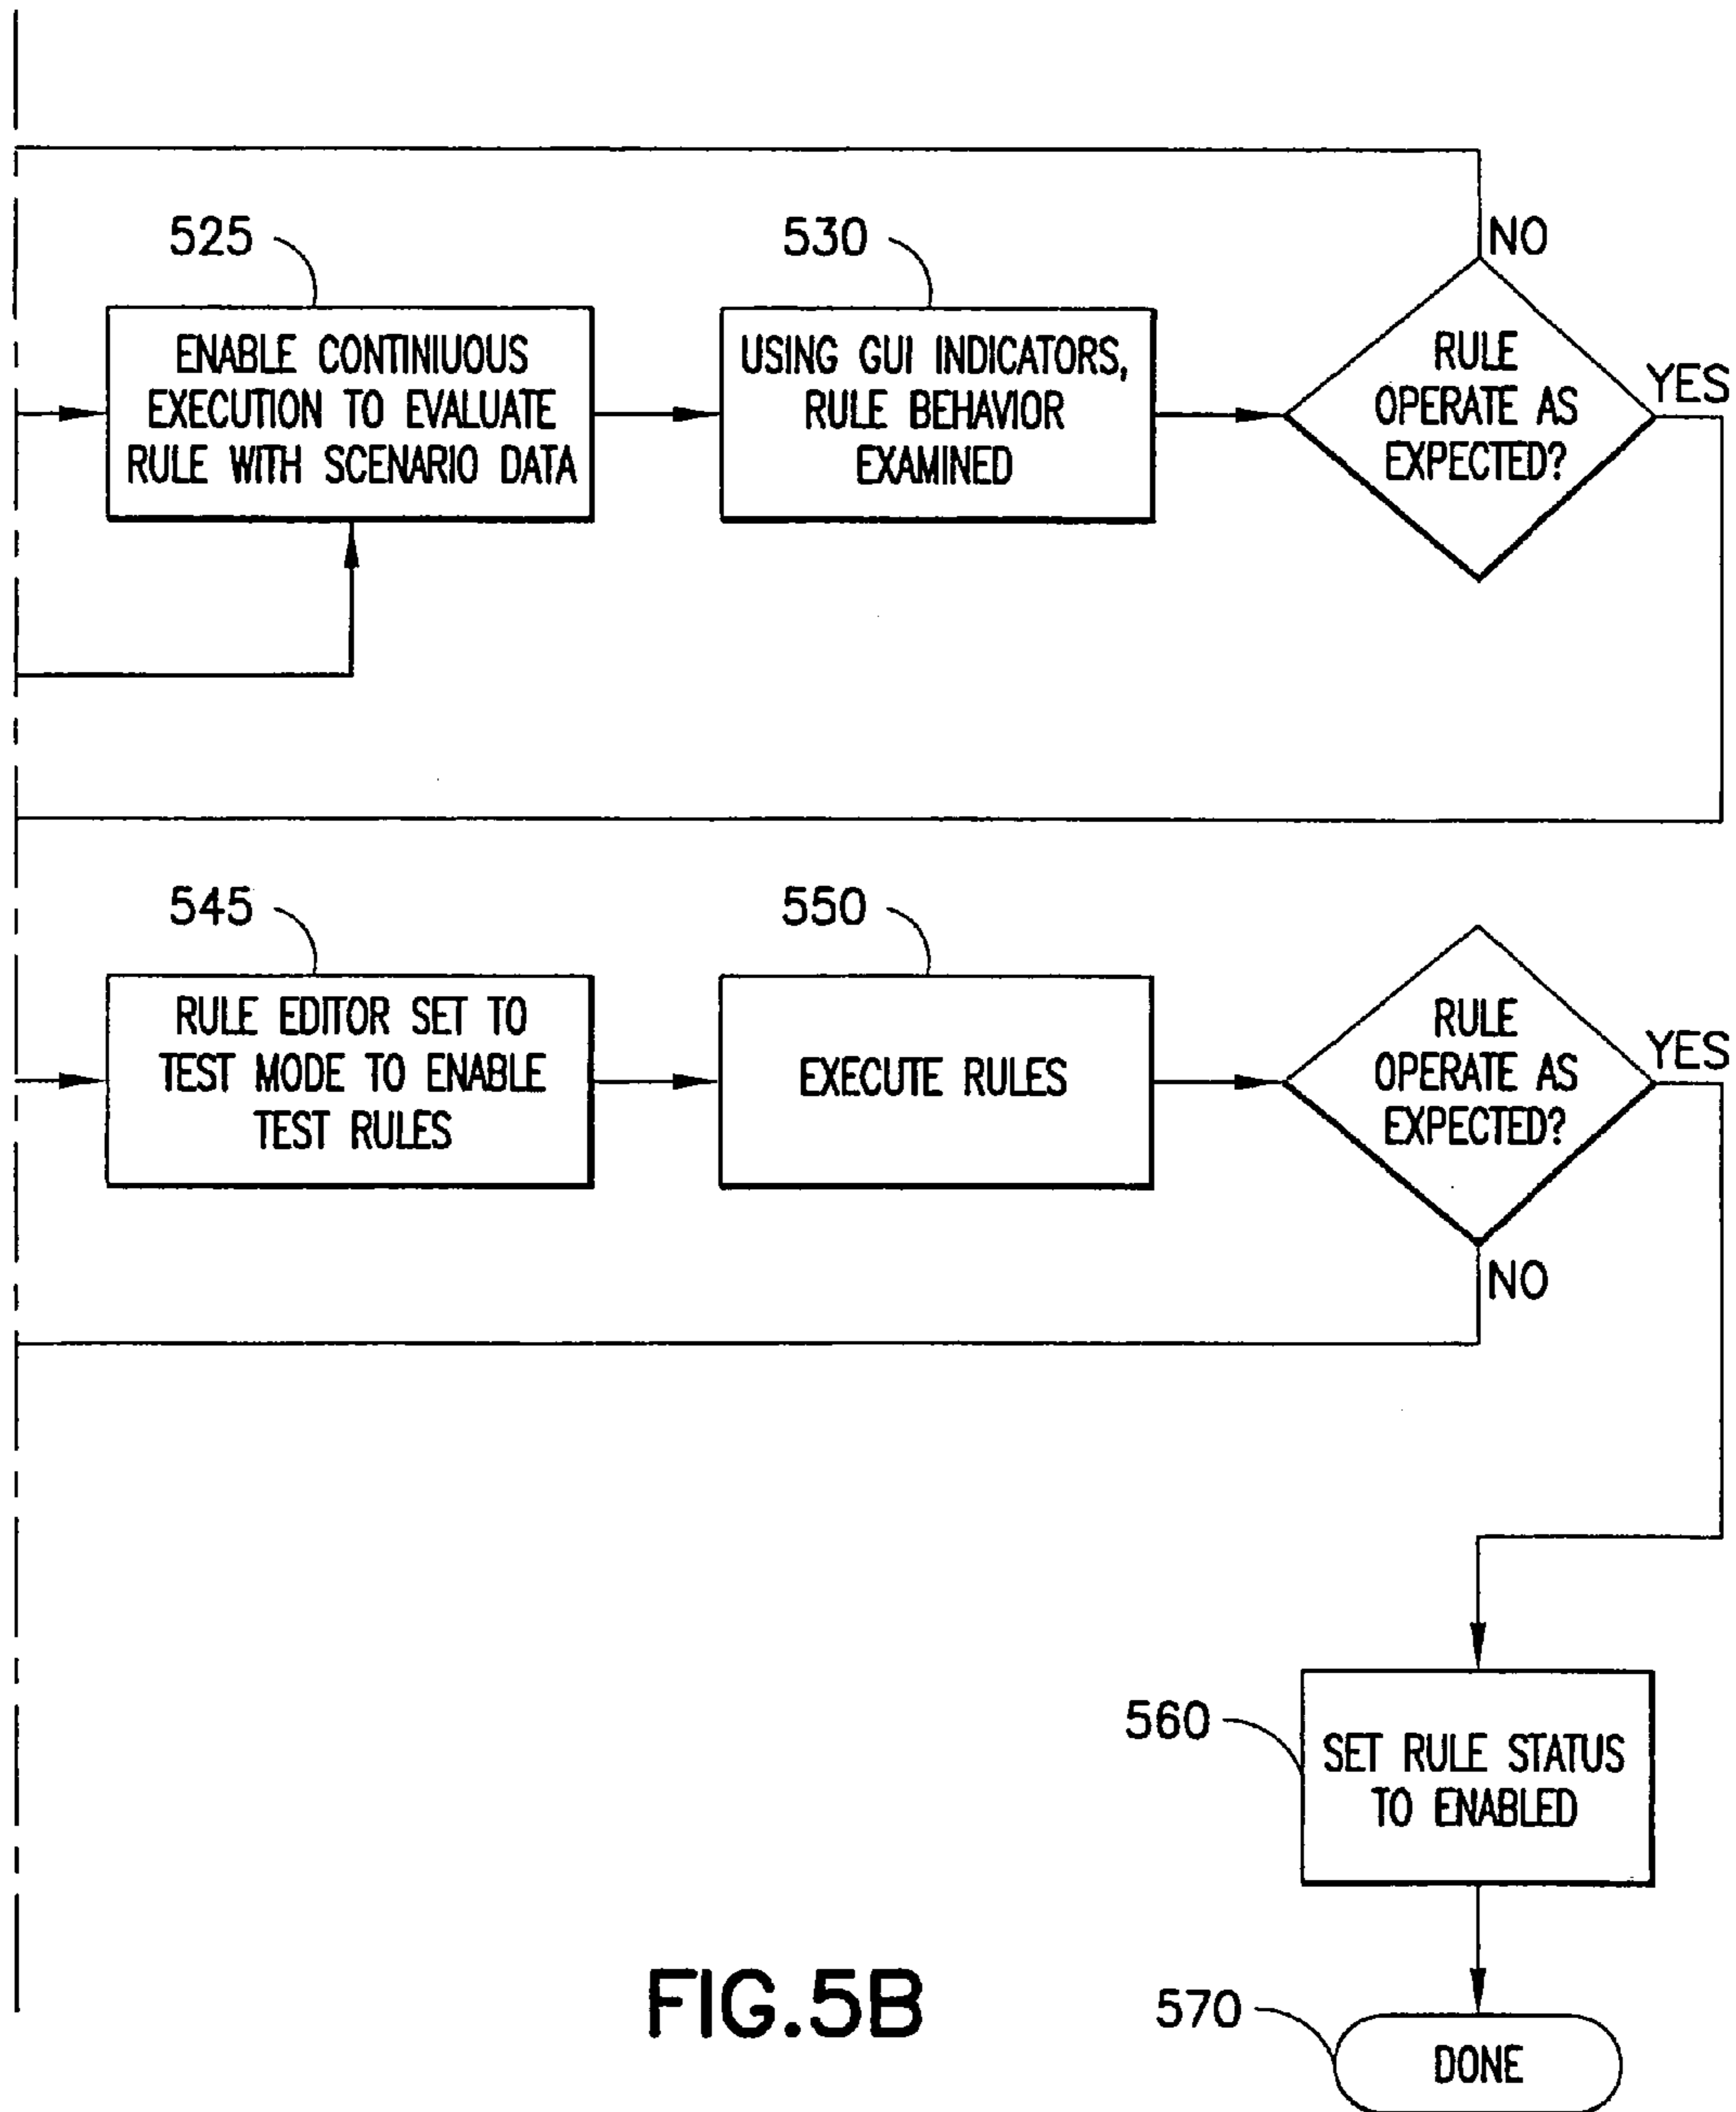 525
ENABLE CONTINIUOUS
EXECUTION TO EVALUATE
RULE WITH SCENARIO DATA
530
USING GUI INDICATORS,
RULE BEHAVIOR
EXAMINED
NO
RULE
OPERATE AS
EXPECTED?
YES
545
RULE EDITOR SET TO
TEST MODE TO ENABLE
TEST RULES
550
EXECUTE RULES
RULE
OPERATE AS
EXPECTED?
YES
NO
560
SET RULE STATUS
TO ENABLED
570
DONE
FIG.5B